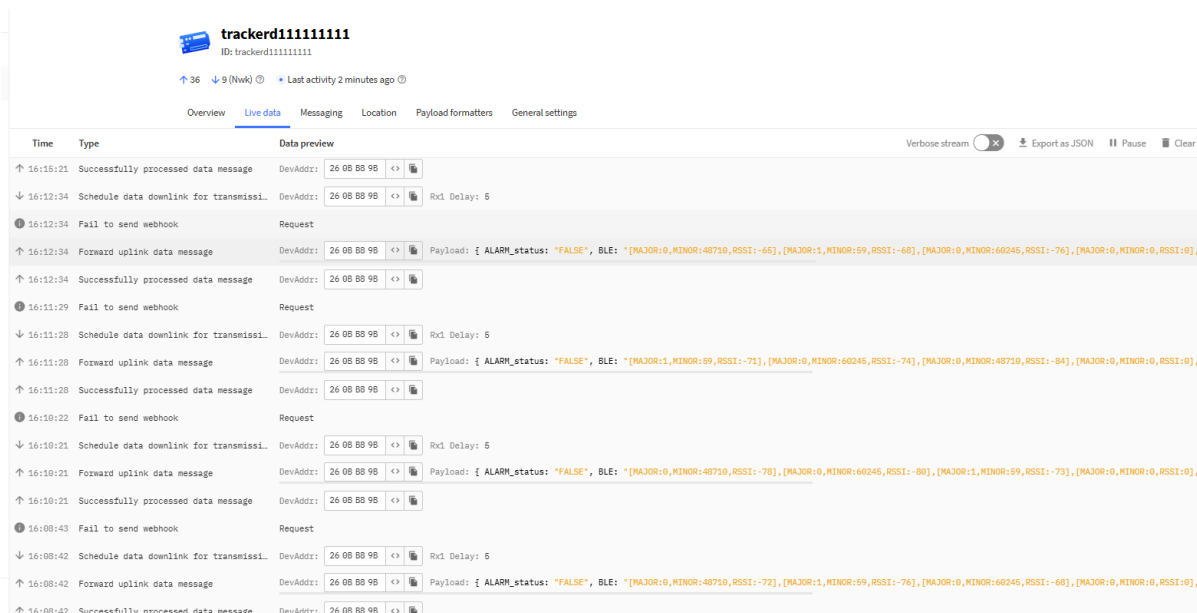 trackerd111111111
ID: trackerd111111111
36 9 (Nwk) Last activity 2 minutes ago
Overview Live data Messaging Location Payload formatters General settings
Time Type Data preview Verbose stream Export as JSON Pause Clear
16:15:21 Successfully processed data message DevAddr: 26 0B B8 9B <>
16:12:34 Schedule data downlink for transmissi… DevAddr: 26 0B B8 9B <> Rx1 Delay: 5
16:12:34 Fail to send webhook Request
16:12:34 Forward uplink data message DevAddr: 26 0B B8 9B <> Payload: { ALARM_status: "FALSE", BLE: "[MAJOR:0,MINOR:48710,RSSI:-65],[MAJOR:1,MINOR:59,RSSI:-68],[MAJOR:0,MINOR:60245,RSSI:-76],[MAJOR:0,MINOR:0,RSSI:0],
16:12:34 Successfully processed data message DevAddr: 26 0B B8 9B <>
16:11:29 Fail to send webhook Request
16:11:28 Schedule data downlink for transmissi… DevAddr: 26 0B B8 9B <> Rx1 Delay: 5
16:11:28 Forward uplink data message DevAddr: 26 0B B8 9B <> Payload: { ALARM_status: "FALSE", BLE: "[MAJOR:1,MINOR:59,RSSI:-71],[MAJOR:0,MINOR:60245,RSSI:-74],[MAJOR:0,MINOR:48710,RSSI:-84],[MAJOR:0,MINOR:0,RSSI:0],
16:11:28 Successfully processed data message DevAddr: 26 0B B8 9B <>
16:10:22 Fail to send webhook Request
16:10:21 Schedule data downlink for transmissi… DevAddr: 26 0B B8 9B <> Rx1 Delay: 5
16:10:21 Forward uplink data message DevAddr: 26 0B B8 9B <> Payload: { ALARM_status: "FALSE", BLE: "[MAJOR:0,MINOR:48710,RSSI:-78],[MAJOR:0,MINOR:60245,RSSI:-80],[MAJOR:1,MINOR:59,RSSI:-73],[MAJOR:0,MINOR:0,RSSI:0],
16:10:21 Successfully processed data message DevAddr: 26 0B B8 9B <>
16:08:43 Fail to send webhook Request
16:08:42 Schedule data downlink for transmissi… DevAddr: 26 0B B8 9B <> Rx1 Delay: 5
16:08:42 Forward uplink data message DevAddr: 26 0B B8 9B <> Payload: { ALARM_status: "FALSE", BLE: "[MAJOR:0,MINOR:48710,RSSI:-72],[MAJOR:1,MINOR:59,RSSI:-76],[MAJOR:0,MINOR:60245,RSSI:-68],[MAJOR:0,MINOR:0,RSSI:0],
16:08:42 Successfully processed data message DevAddr: 26 0B B8 9B <>